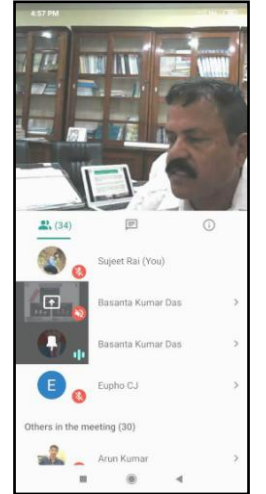 4:57 PM
(34)
Sujeet Rai (You)
Basanta Kumar Das
Basanta Kumar Das
E
Eupho CJ
Others in the meeting (30)
Arun Kumar